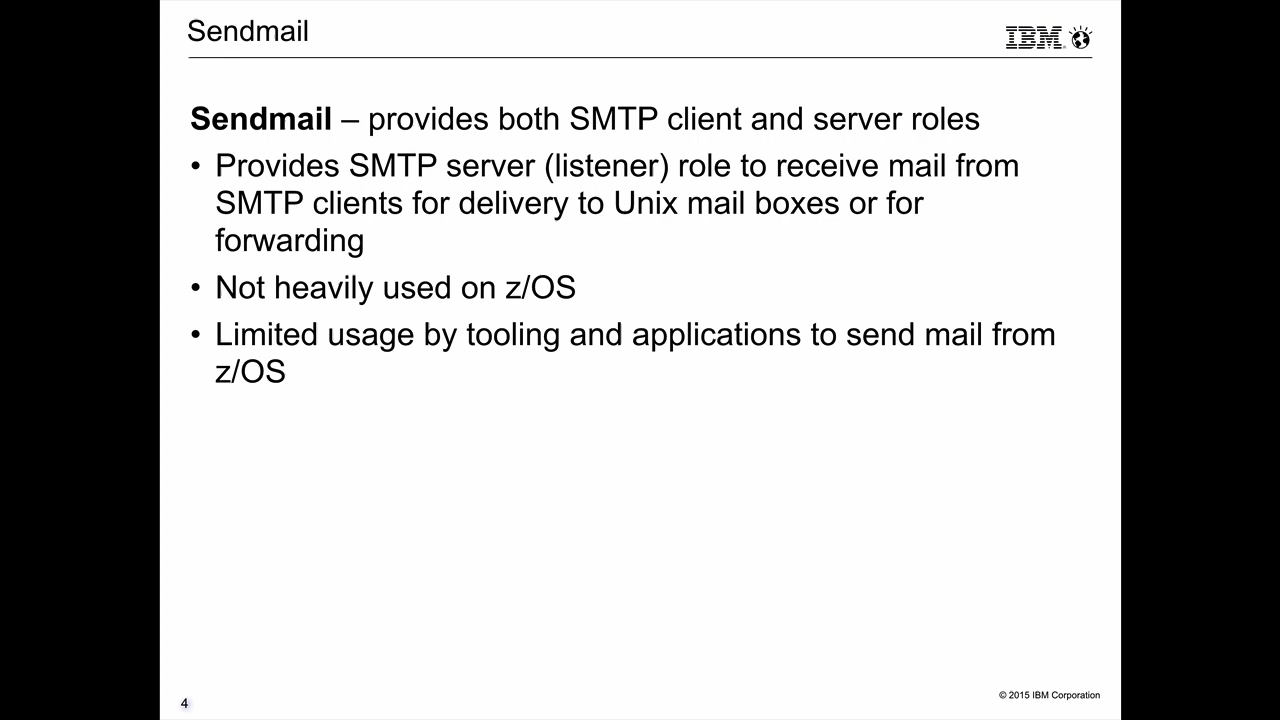 Sendmail
IBM
Sendmail – provides both SMTP client and server roles
• Provides SMTP server (listener) role to receive mail from
SMTP clients for delivery to Unix mail boxes or for
forwarding
• Not heavily used on z/OS
• Limited usage by tooling and applications to send mail from
z/OS
4
© 2015 IBM Corporation